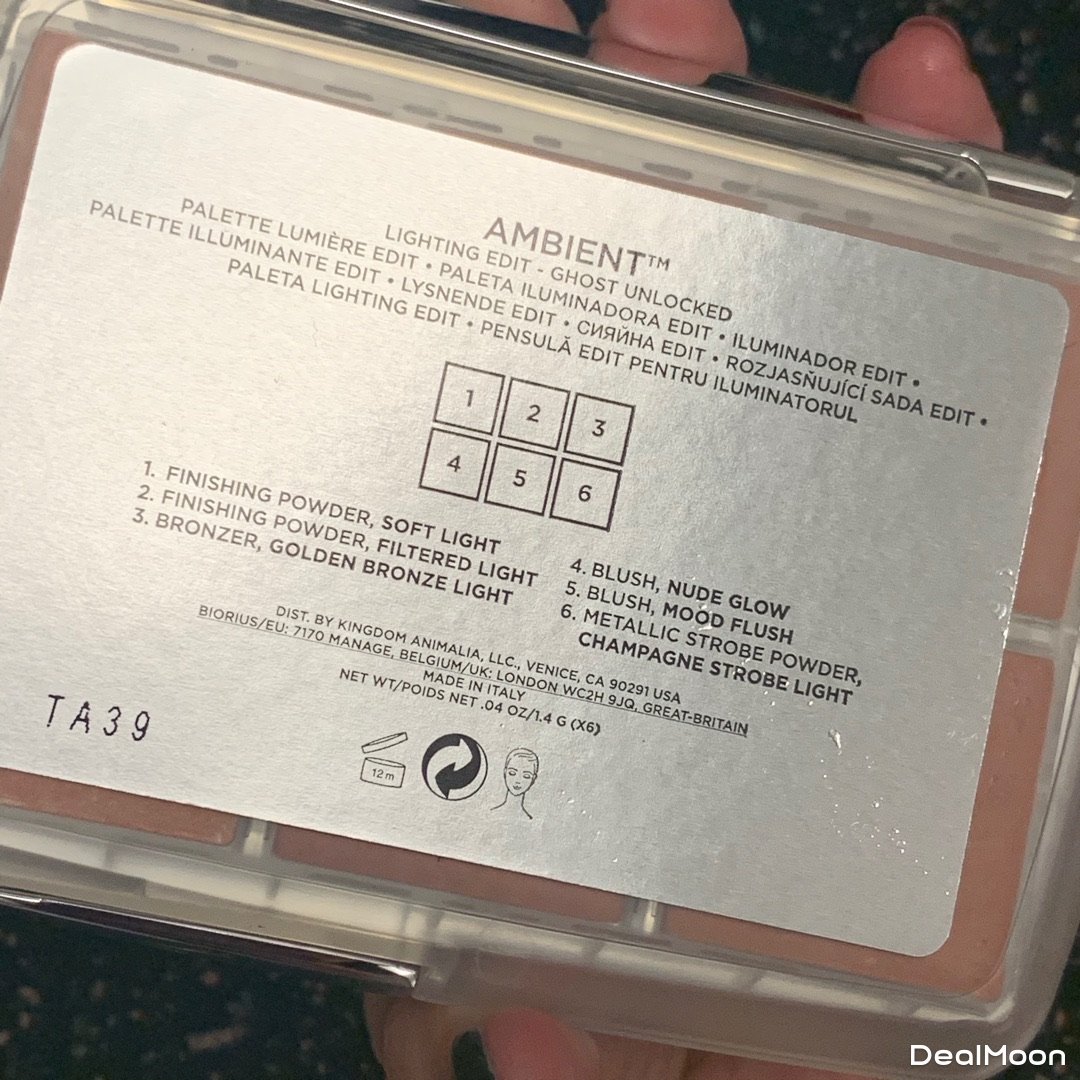 AMBIENT™
LIGHTING EDIT - GHOST UNLOCKED
PALETTE LUMIÈRE EDIT • PALETA ILUMINADORA EDIT • ILUMINADOR EDIT •
PALETTE ILLUMINANTE EDIT • LYSNENDE EDIT • СИЯЙНА EDIT • ROZJASŇUJÍCÍ SADA EDIT •
PALETA LIGHTING EDIT • PENSULĂ EDIT PENTRU ILUMINATORUL
1 2 3
4 5 6
1. FINISHING POWDER, SOFT LIGHT
2. FINISHING POWDER, FILTERED LIGHT
3. BRONZER, GOLDEN BRONZE LIGHT
4. BLUSH, NUDE GLOW
5. BLUSH, MOOD FLUSH
6. METALLIC STROBE POWDER,
CHAMPAGNE STROBE LIGHT
DIST. BY KINGDOM ANIMALIA, LLC., VENICE, CA 90291 USA
BIORIUS/EU: 7170 MANAGE, BELGIUM/UK: LONDON WC2H 9JQ, GREAT-BRITAIN
MADE IN ITALY
NET WT/POIDS NET .04 OZ/1.4 G (X6)
TA39
12m
DealMoon